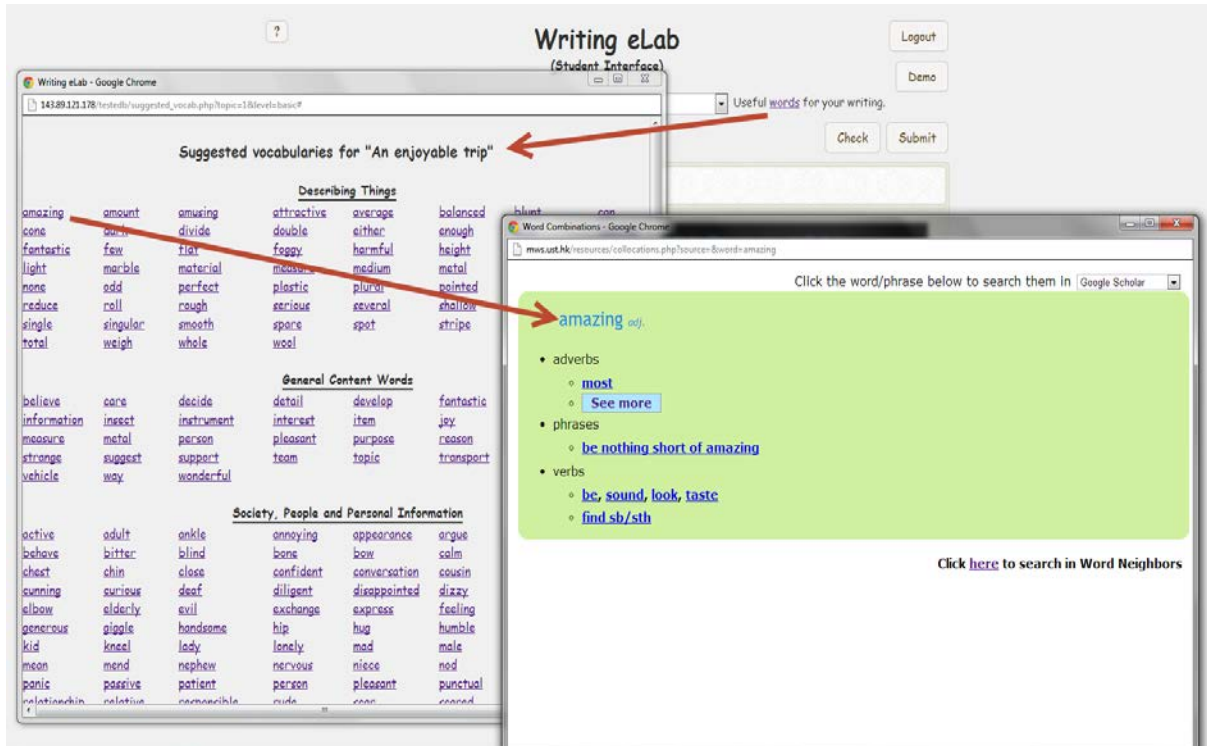 ?
Writing eLab
(Student Interface)
Logout
Demo
Useful words for your writing.
Check
Submit
Writing eLab - Google Chrome
143.89.121.178/testedb/suggested_vocab.php?topic=1&level=basic#
Suggested vocabularies for "An enjoyable trip"
Describing Things
amazing amount amusing attractive average balanced blunt can
cone dark divide double either enough
fantastic few flat foggy harmful height
light marble material measure medium metal
none odd perfect plastic plural pointed
reduce roll rough serious several shallow
single singular smooth spare spot stripe
total weigh whole wool
General Content Words
believe care decide detail develop fantastic
information insect instrument interest item joy
measure metal person pleasant purpose reason
strange suggest support team topic transport
vehicle way wonderful
Society, People and Personal Information
active adult ankle annoying appearance argue
behave bitter blind bone bow calm
chest chin close confident conversation cousin
cunning curious deaf diligent disappointed dizzy
elbow elderly evil exchange express feeling
generous giggle handsome hip hug humble
kid kneel lady lonely mad male
mean mend nephew nervous niece nod
panic passive patient person pleasant punctual
relationship relative responsible rude scar scared
Word Combinations - Google Chrome
mws.ust.hk/resources/collocations.php?source=&word=amazing
Click the word/phrase below to search them in Google Scholar
amazing adj.
• adverbs
◦ most
◦ See more
• phrases
◦ be nothing short of amazing
• verbs
◦ be, sound, look, taste
◦ find sb/sth
Click here to search in Word Neighbors